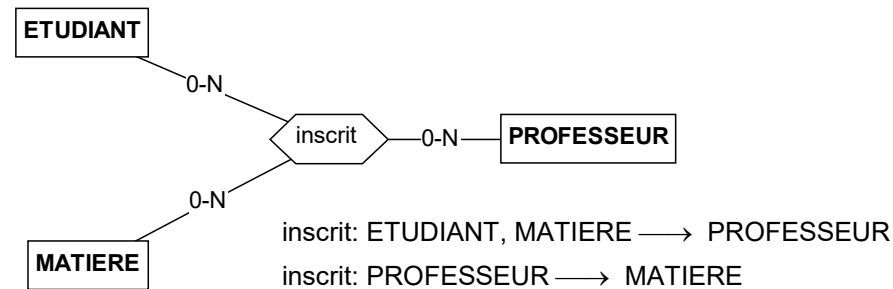 ETUDIANT
0-N
inscrit
0-N
PROFESSEUR
0-N
MATIERE
inscrit: ETUDIANT, MATIERE ⟶ PROFESSEUR
inscrit: PROFESSEUR ⟶ MATIERE